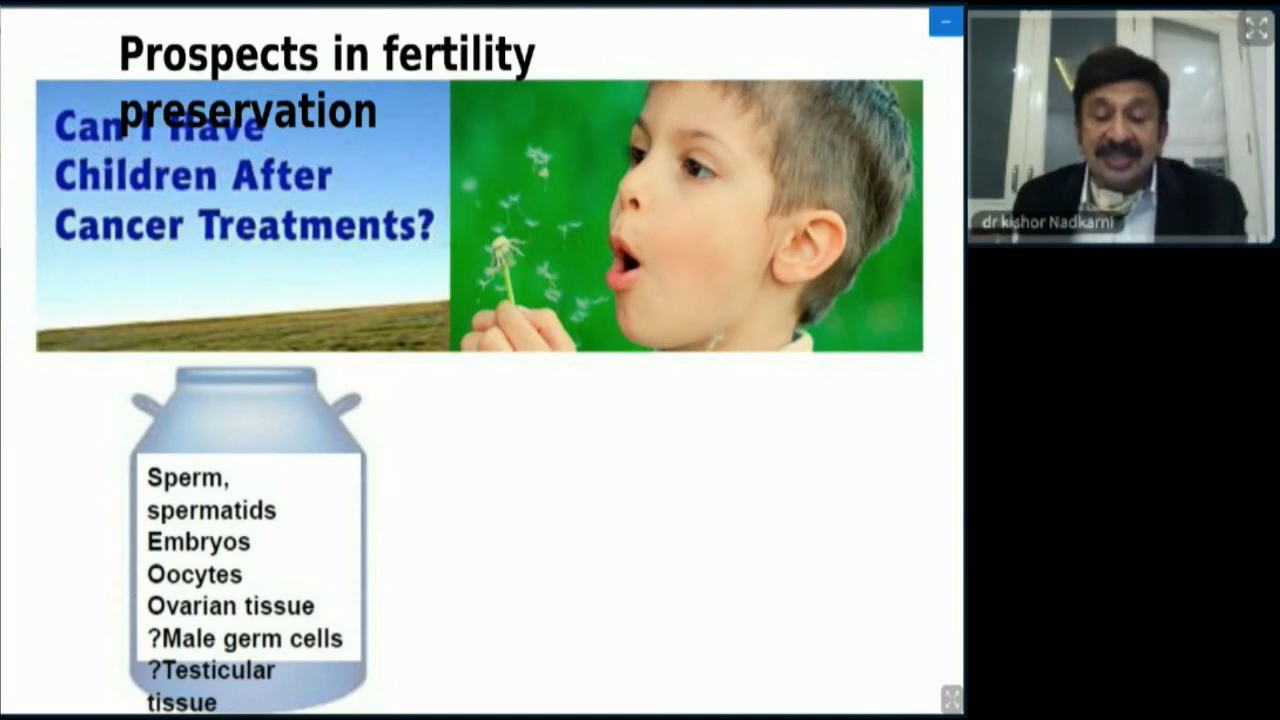 Prospects in fertility
preservation
Can I Have
Children After
Cancer Treatments?
dr kishor Nadkarni
Sperm,
spermatids
Embryos
Oocytes
Ovarian tissue
?Male germ cells
?Testicular
tissue